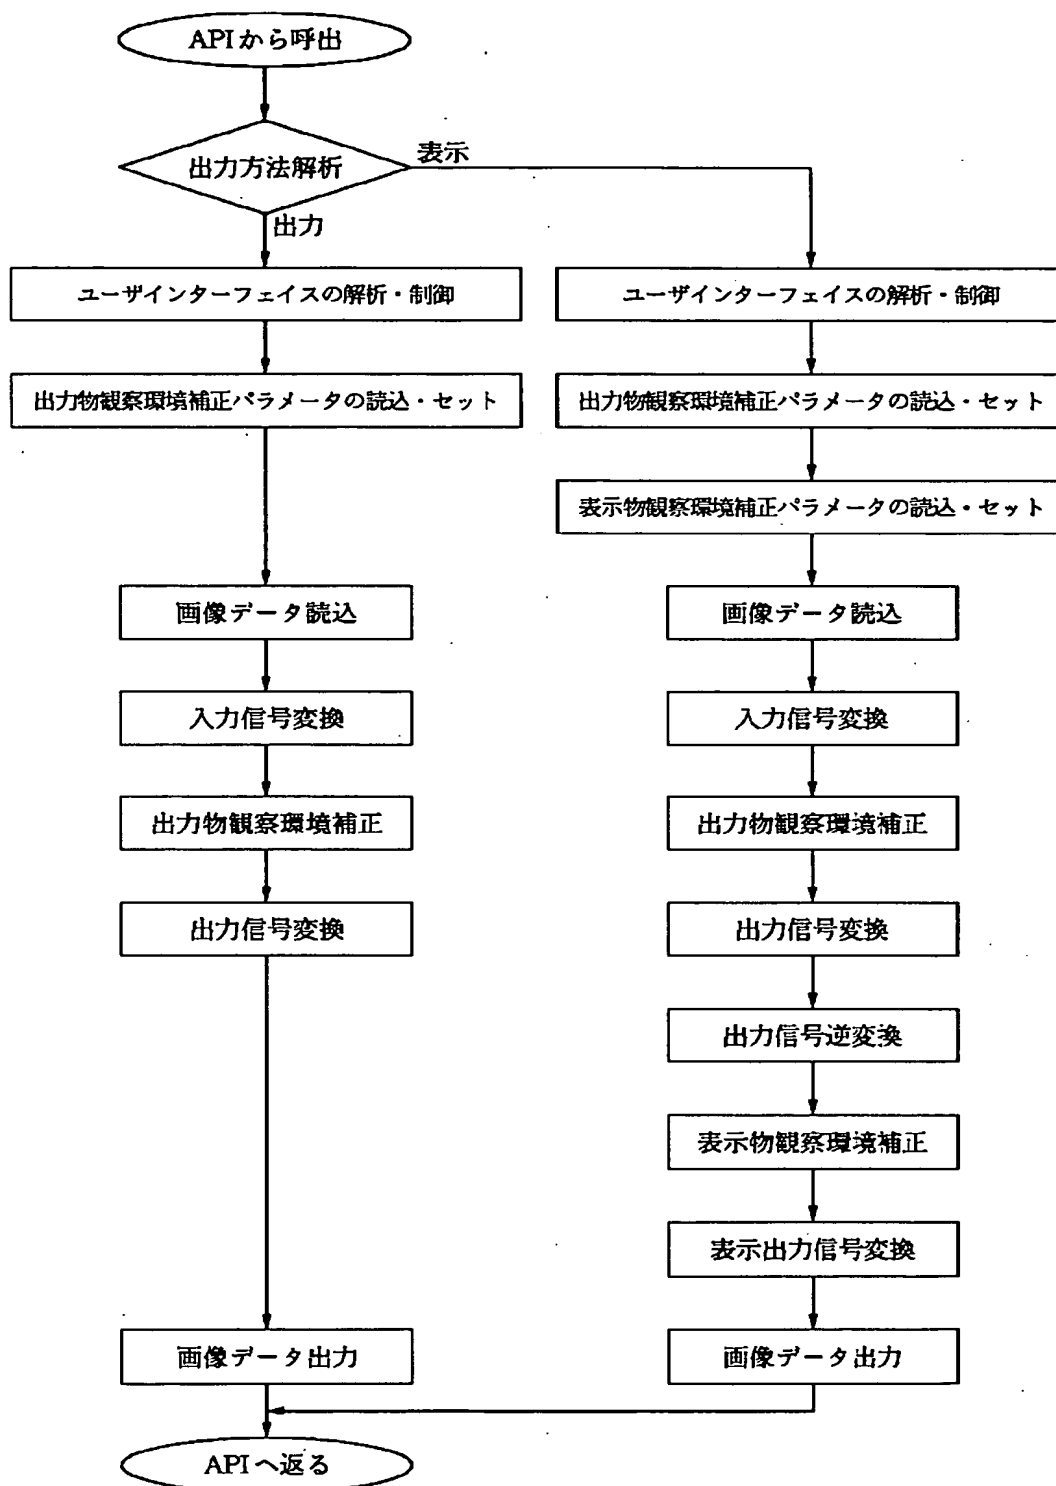 APIから呼出
出力方法解析
表示
出力
ユーザインターフェイスの解析・制御
出力物観察環境補正パラメータの読込・セット
画像データ読込
入力信号変換
出力物観察環境補正
出力信号変換
画像データ出力
ユーザインターフェイスの解析・制御
出力物観察環境補正パラメータの読込・セット
表示物観察環境補正パラメータの読込・セット
画像データ読込
入力信号変換
出力物観察環境補正
出力信号変換
出力信号逆変換
表示物観察環境補正
表示出力信号変換
画像データ出力
APIへ返る